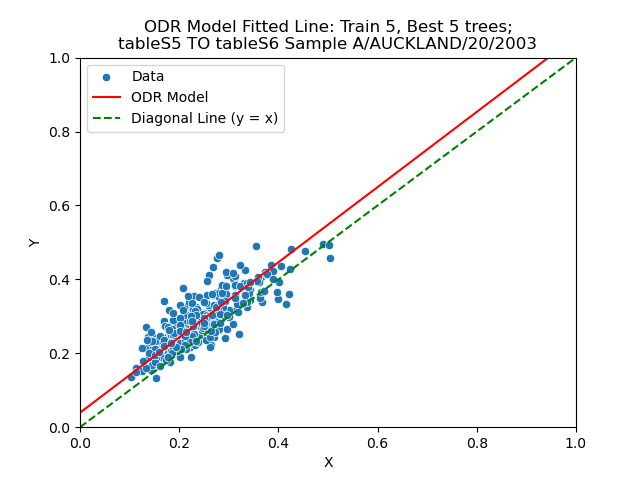 ODR Model Fitted Line: Train 5, Best 5 trees;
tableS5 TO tableS6 Sample A/AUCKLAND/20/2003
Data
ODR Model
Diagonal Line (y = x)
1.0
0.8
0.6
0.4
0.2
0.0
Y
0.0 0.2 0.4 0.6 0.8 1.0
X